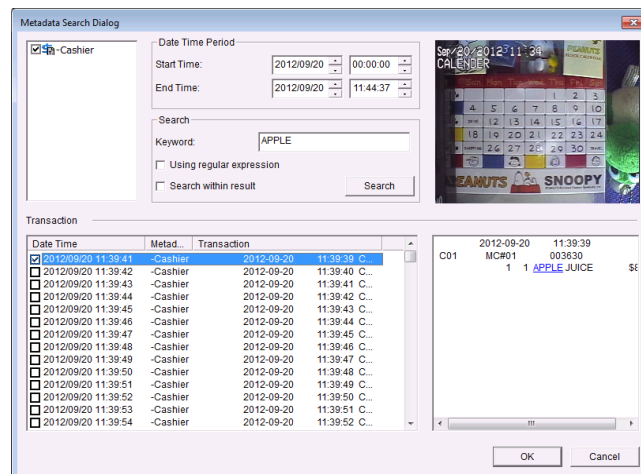 Metadata Search Dialog
-Cashier
Date Time Period
Start Time: 2012/09/20 00:00:00
End Time: 2012/09/20 11:44:37
Search
Keyword: APPLE
Using regular expression
Search within result
Search
Sep/20/2012 11:34
CALENDER
PEANUTS
Sun Mon Tue Wed Thu Fri Sat
1 2 3
4 5 6 7 8 9 10
12 13 14 15 16 17
18 19 20 21 22 23 24
26 27 28 29 30
PEANUTS SNOOPY
Transaction
Date Time Metad... Transaction
2012/09/20 11:39:41 -Cashier 2012-09-20 11:39:39 C...
2012/09/20 11:39:42 -Cashier 2012-09-20 11:39:40 C...
2012/09/20 11:39:43 -Cashier 2012-09-20 11:39:41 C...
2012/09/20 11:39:44 -Cashier 2012-09-20 11:39:42 C...
2012/09/20 11:39:45 -Cashier 2012-09-20 11:39:43 C...
2012/09/20 11:39:46 -Cashier 2012-09-20 11:39:44 C...
2012/09/20 11:39:47 -Cashier 2012-09-20 11:39:45 C...
2012/09/20 11:39:48 -Cashier 2012-09-20 11:39:46 C...
2012/09/20 11:39:49 -Cashier 2012-09-20 11:39:47 C...
2012/09/20 11:39:50 -Cashier 2012-09-20 11:39:48 C...
2012/09/20 11:39:51 -Cashier 2012-09-20 11:39:49 C...
2012/09/20 11:39:52 -Cashier 2012-09-20 11:39:50 C...
2012/09/20 11:39:53 -Cashier 2012-09-20 11:39:51 C...
2012/09/20 11:39:54 -Cashier 2012-09-20 11:39:52 C...
2012-09-20 11:39:39
C01 MC#01 003630
1 1 APPLE JUICE
OK
Cancel